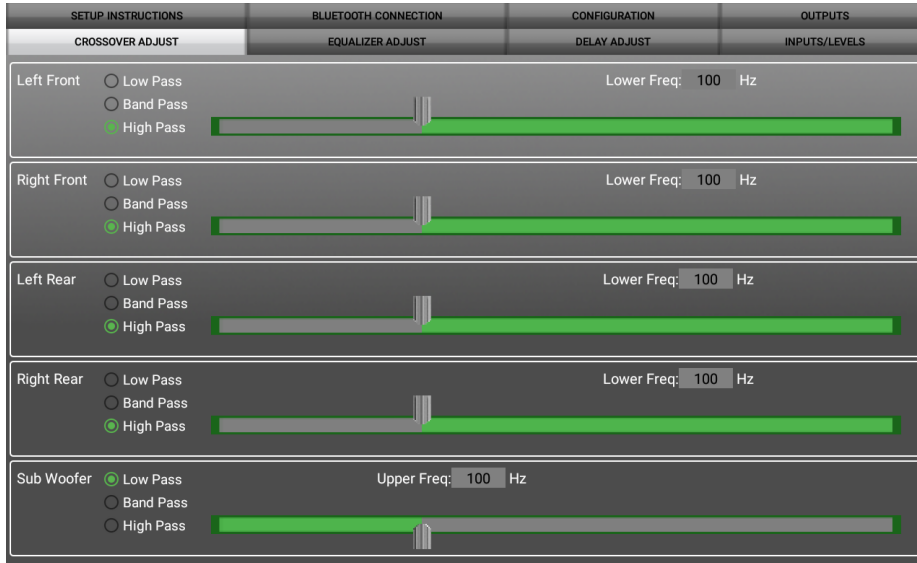 SETUP INSTRUCTIONS BLUETOOTH CONNECTION CONFIGURATION OUTPUTS
CROSSOVER ADJUST EQUALIZER ADJUST DELAY ADJUST INPUTS/LEVELS
Left Front Low Pass Lower Freq: 100 Hz
Band Pass
High Pass
Right Front Low Pass Lower Freq: 100 Hz
Band Pass
High Pass
Left Rear Low Pass Lower Freq: 100 Hz
Band Pass
High Pass
Right Rear Low Pass Lower Freq: 100 Hz
Band Pass
High Pass
Sub Woofer Low Pass Upper Freq: 100 Hz
Band Pass
High Pass